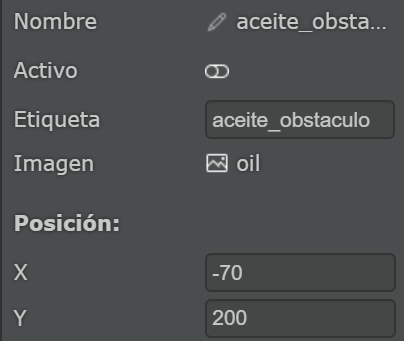 Nombre aceite_obsta...
Activo
Etiqueta aceite_obstaculo
Imagen oil
Posición:
X -70
Y 200